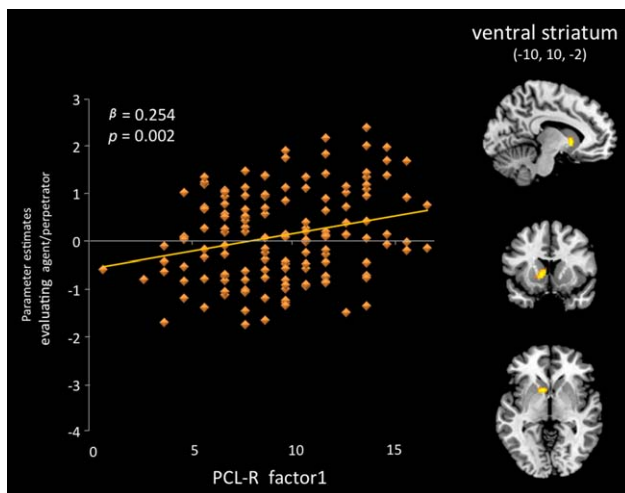 ventral striatum
(-10, 10, -2)
β = 0.254
p = 0.002
3
2
1
0
-1
-2
-3
-4
Parameter estimates
evaluating agent/perpetrator
0
5
10
15
PCL-R factor1